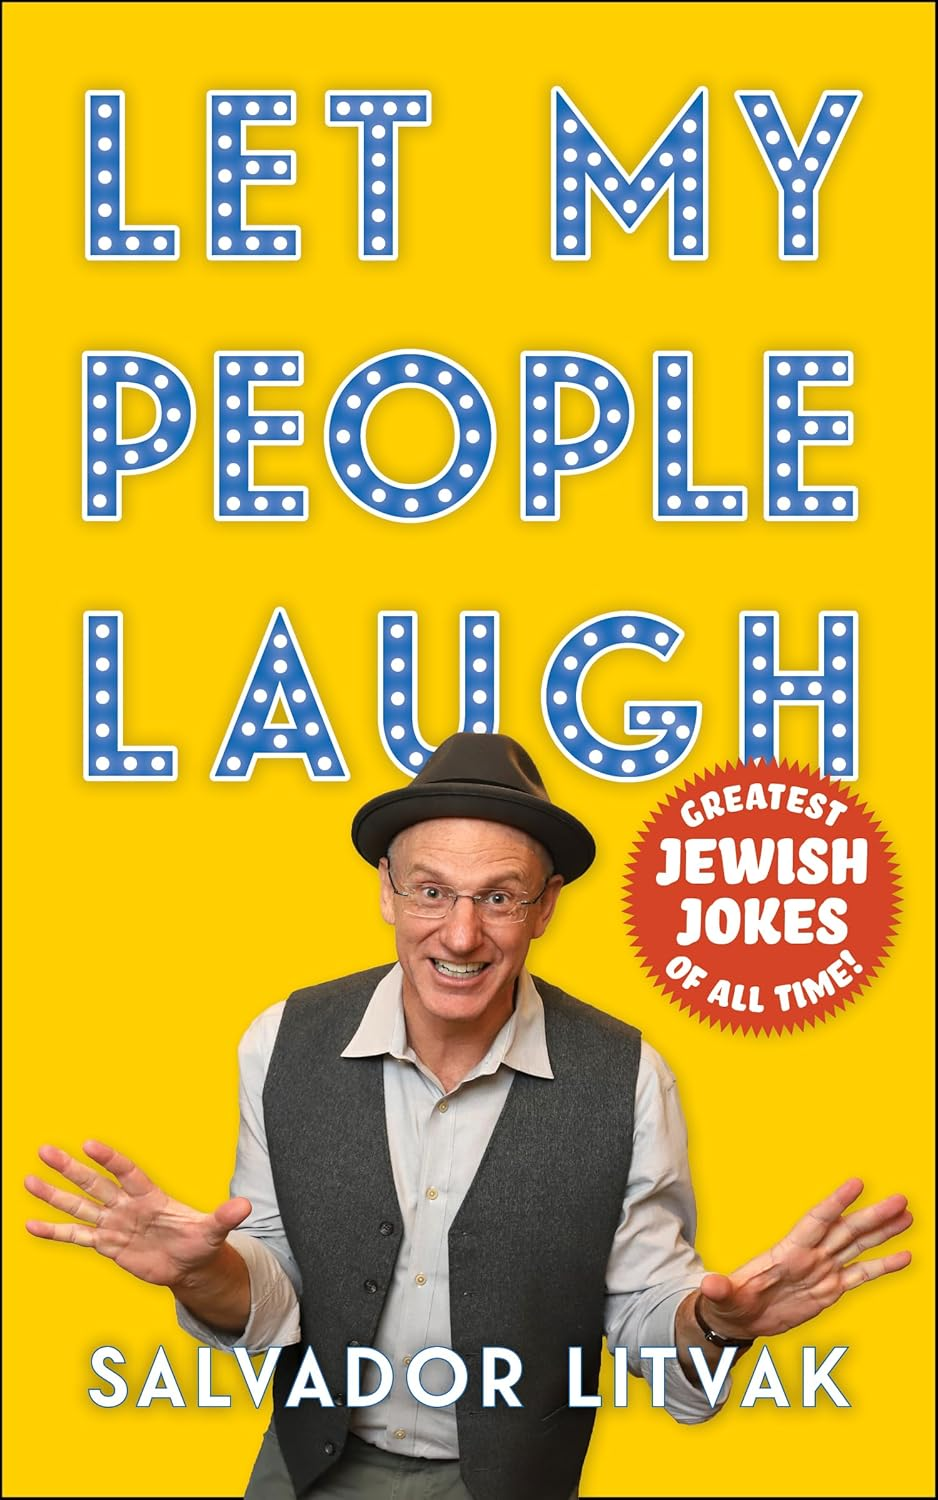 LET MY
PEOPLE
LAUGH
GREATEST
JEWISH
JOKES
OF ALL TIME!
SALVADOR LITVAK